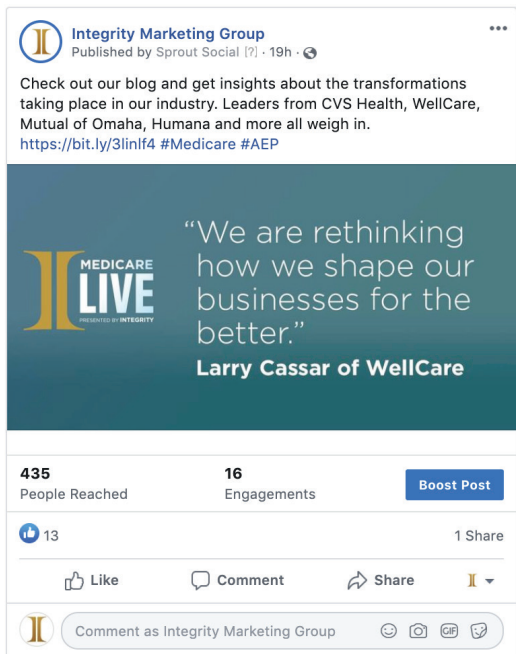 Integrity Marketing Group
Published by Sprout Social [?] · 19h ·
Check out our blog and get insights about the transformations
taking place in our industry. Leaders from CVS Health, WellCare,
Mutual of Omaha, Humana and more all weigh in.
https://bit.ly/3linlf4 #Medicare #AEP
MEDICARE
LIVE
PRESENTED BY INTEGRITY
“We are rethinking
how we shape our
businesses for the
better.”
Larry Cassar of WellCare
435
People Reached
16
Engagements
Boost Post
13
1 Share
Like
Comment
Share
Comment as Integrity Marketing Group
GIF